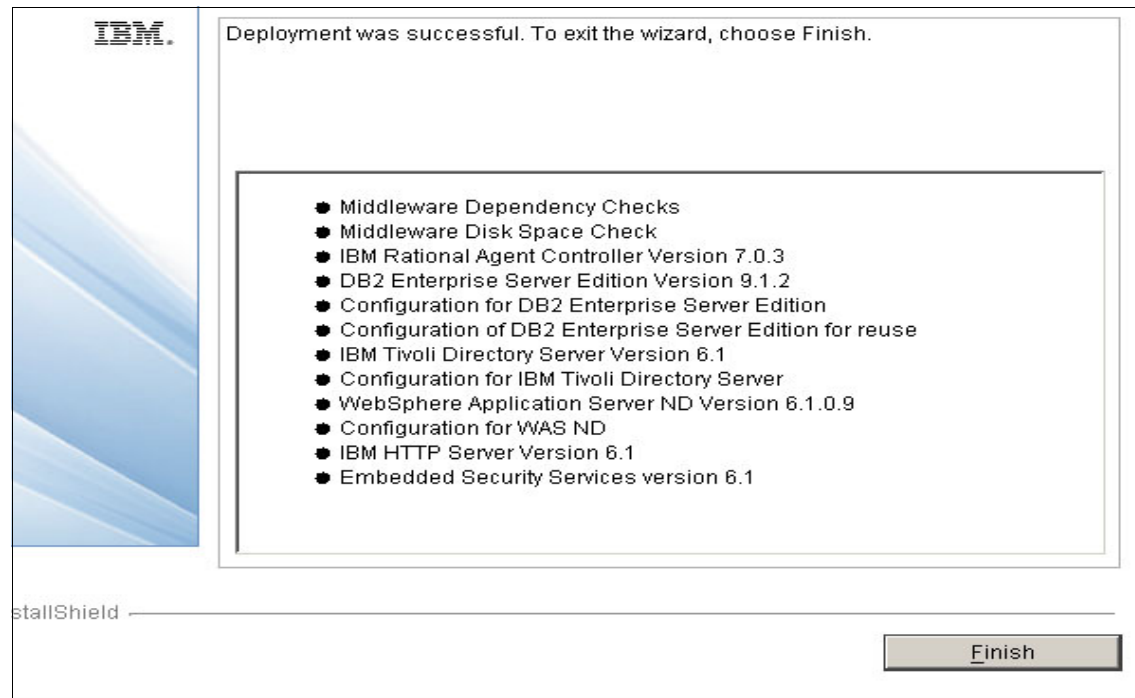 IBM.
Deployment was successful. To exit the wizard, choose Finish.
Middleware Dependency Checks
Middleware Disk Space Check
IBM Rational Agent Controller Version 7.0.3
DB2 Enterprise Server Edition Version 9.1.2
Configuration for DB2 Enterprise Server Edition
Configuration of DB2 Enterprise Server Edition for reuse
IBM Tivoli Directory Server Version 6.1
Configuration for IBM Tivoli Directory Server
WebSphere Application Server ND Version 6.1.0.9
Configuration for WAS ND
IBM HTTP Server Version 6.1
Embedded Security Services version 6.1
stallShield
Finish